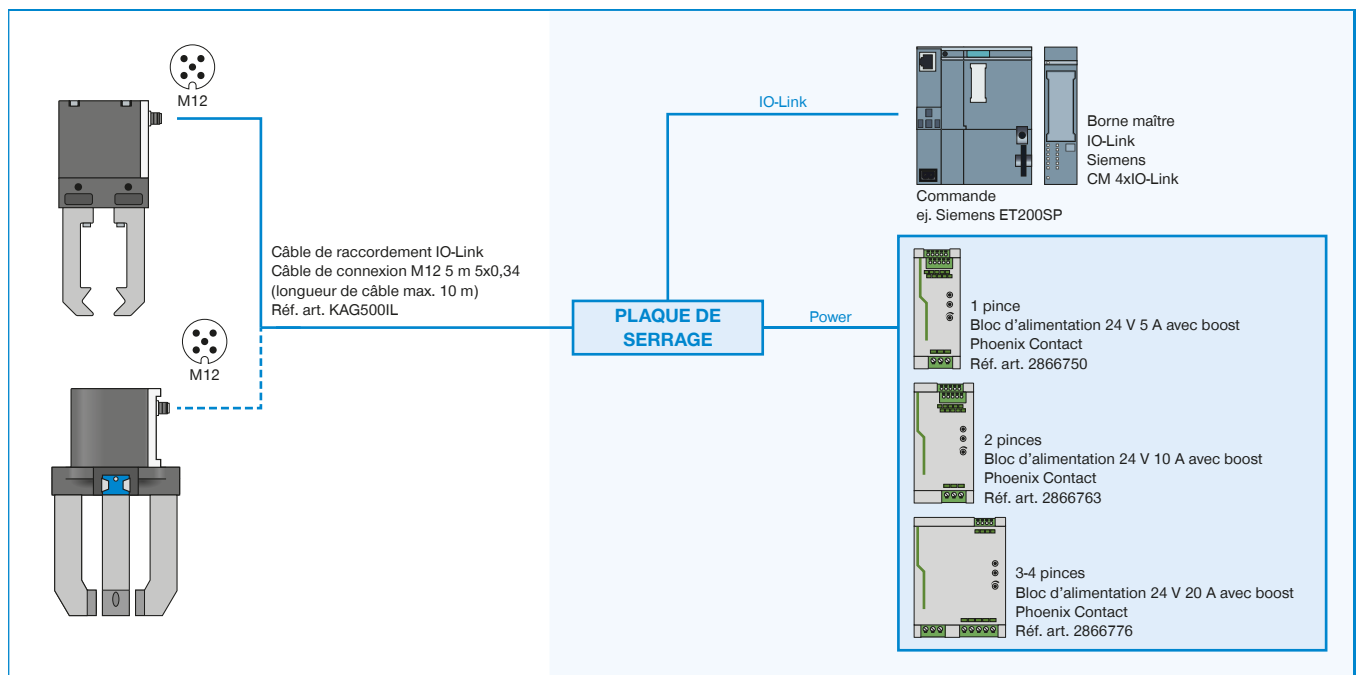 M12
M12
Câble de raccordement IO-Link
Câble de connexion M12 5 m 5x0,34
(longueur de câble max. 10 m)
Réf. art. KAG500IL
PLAQUE DE
SERRAGE
IO-Link
Power
Commande
ej. Siemens ET200SP
Borne maître
IO-Link
Siemens
CM 4xIO-Link
1 pince
Bloc d'alimentation 24 V 5 A avec boost
Phoenix Contact
Réf. art. 2866750
2 pinces
Bloc d'alimentation 24 V 10 A avec boost
Phoenix Contact
Réf. art. 2866763
3-4 pinces
Bloc d'alimentation 24 V 20 A avec boost
Phoenix Contact
Réf. art. 2866776